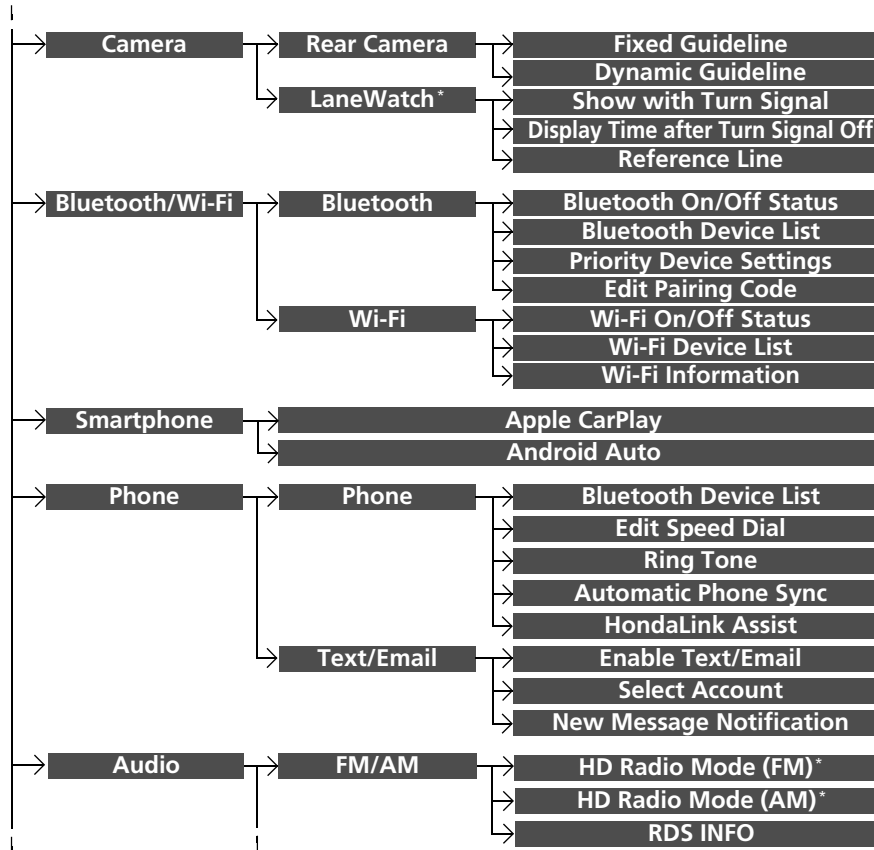 Camera
Rear Camera
Fixed Guideline
Dynamic Guideline
LaneWatch*
Show with Turn Signal
Display Time after Turn Signal Off
Reference Line
Bluetooth/Wi-Fi
Bluetooth
Bluetooth On/Off Status
Bluetooth Device List
Priority Device Settings
Edit Pairing Code
Wi-Fi
Wi-Fi On/Off Status
Wi-Fi Device List
Wi-Fi Information
Smartphone
Apple CarPlay
Android Auto
Phone
Phone
Bluetooth Device List
Edit Speed Dial
Ring Tone
Automatic Phone Sync
HondaLink Assist
Text/Email
Enable Text/Email
Select Account
New Message Notification
Audio
FM/AM
HD Radio Mode (FM)*
HD Radio Mode (AM)*
RDS INFO